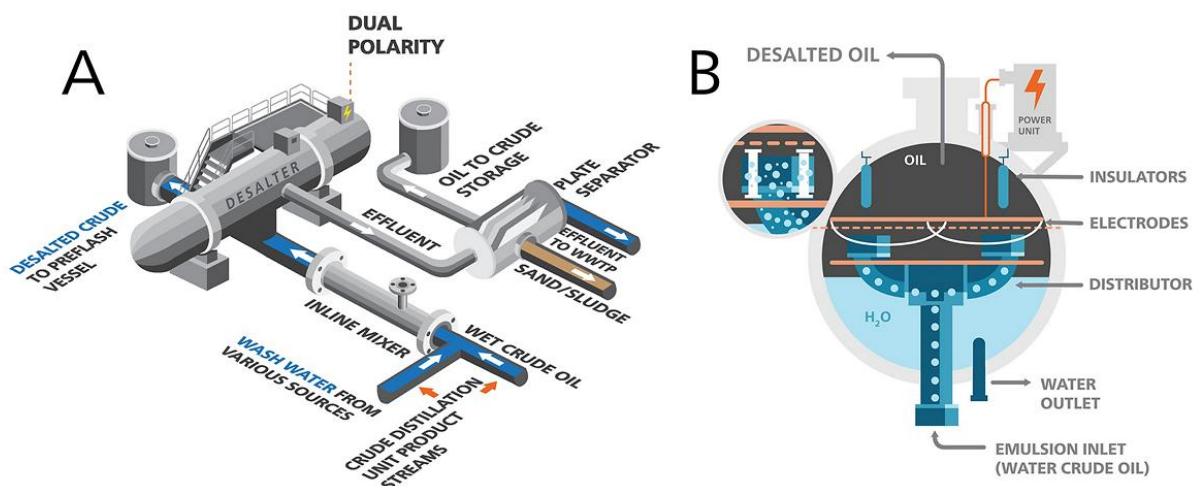 A
DUAL
POLARITY
DESALTER
DESALTED CRUDE
TO PREFLASH
VESSEL
OIL TO CRUDE
STORAGE
PLATE
SEPARATOR
EFFLUENT
EFFLUENT
TO WWTP
SAND/SLUDGE
INLINE MIXER
WET CRUDE OIL
WASH WATER FROM
VARIOUS SOURCES
CRUDE DISTILLATION
UNIT PRODUCT
STREAMS
B
DESALTED OIL
POWER
UNIT
OIL
INSULATORS
ELECTRODES
DISTRIBUTOR
H₂O
WATER
OUTLET
EMULSION INLET
(WATER CRUDE OIL)